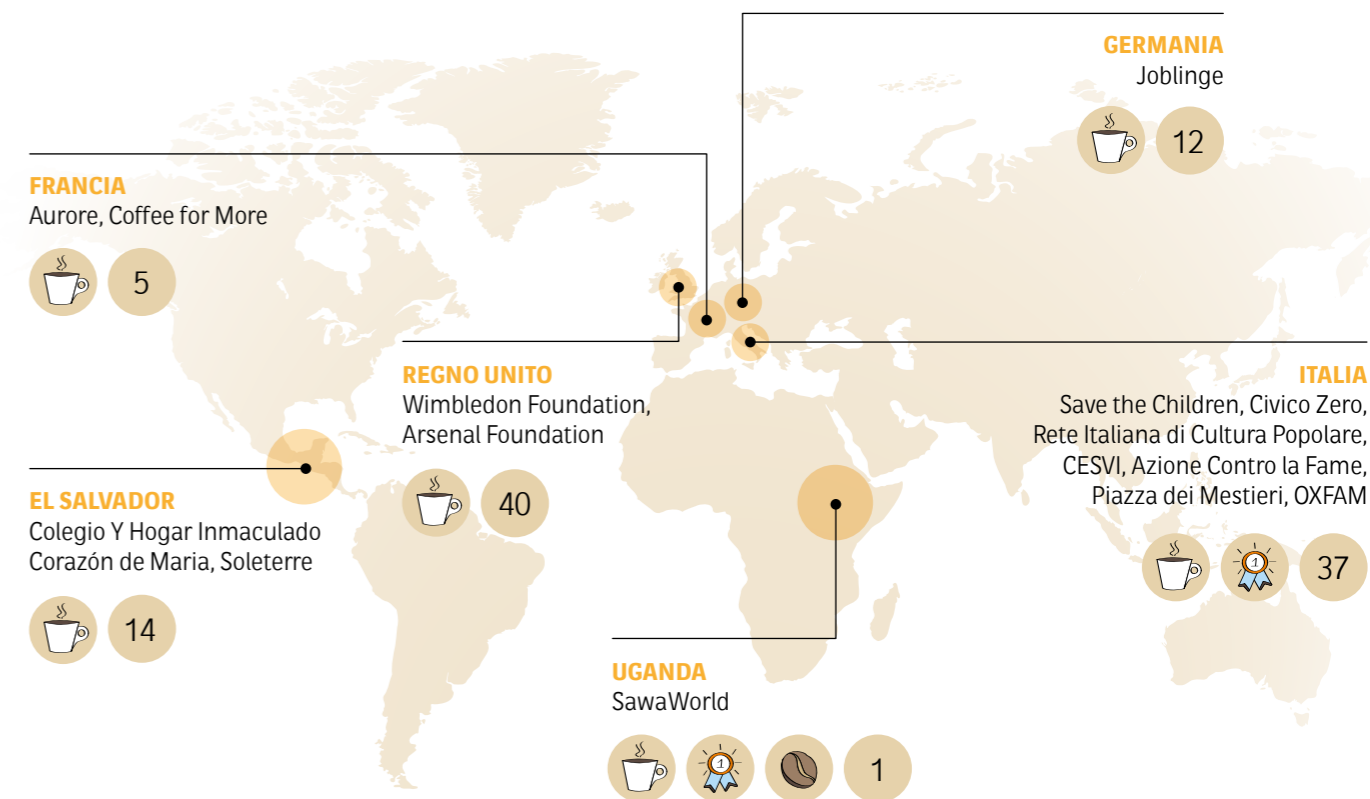 GERMANIA
Joblinge
12
FRANCIA
Aurore, Coffee for More
5
REGNO UNITO
Wimbledon Foundation,
Arsenal Foundation
40
ITALIA
Save the Children, Civico Zero,
Rete Italiana di Cultura Popolare,
CESVI, Azione Contro la Fame,
Piazza dei Mestieri, OXFAM
1
37
EL SALVADOR
Colegio Y Hogar Inmaculado
Corazón de Maria, Soleterre
14
UGANDA
SawaWorld
1
1